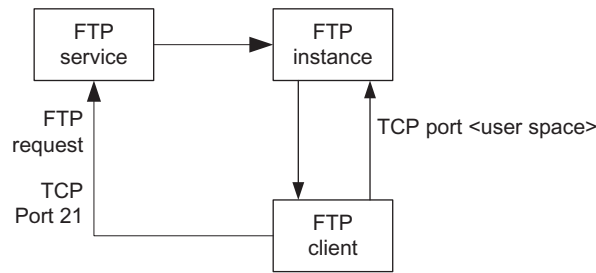 FTP
service
FTP
instance
FTP
request
TCP port <user space>
TCP
Port 21
FTP
client